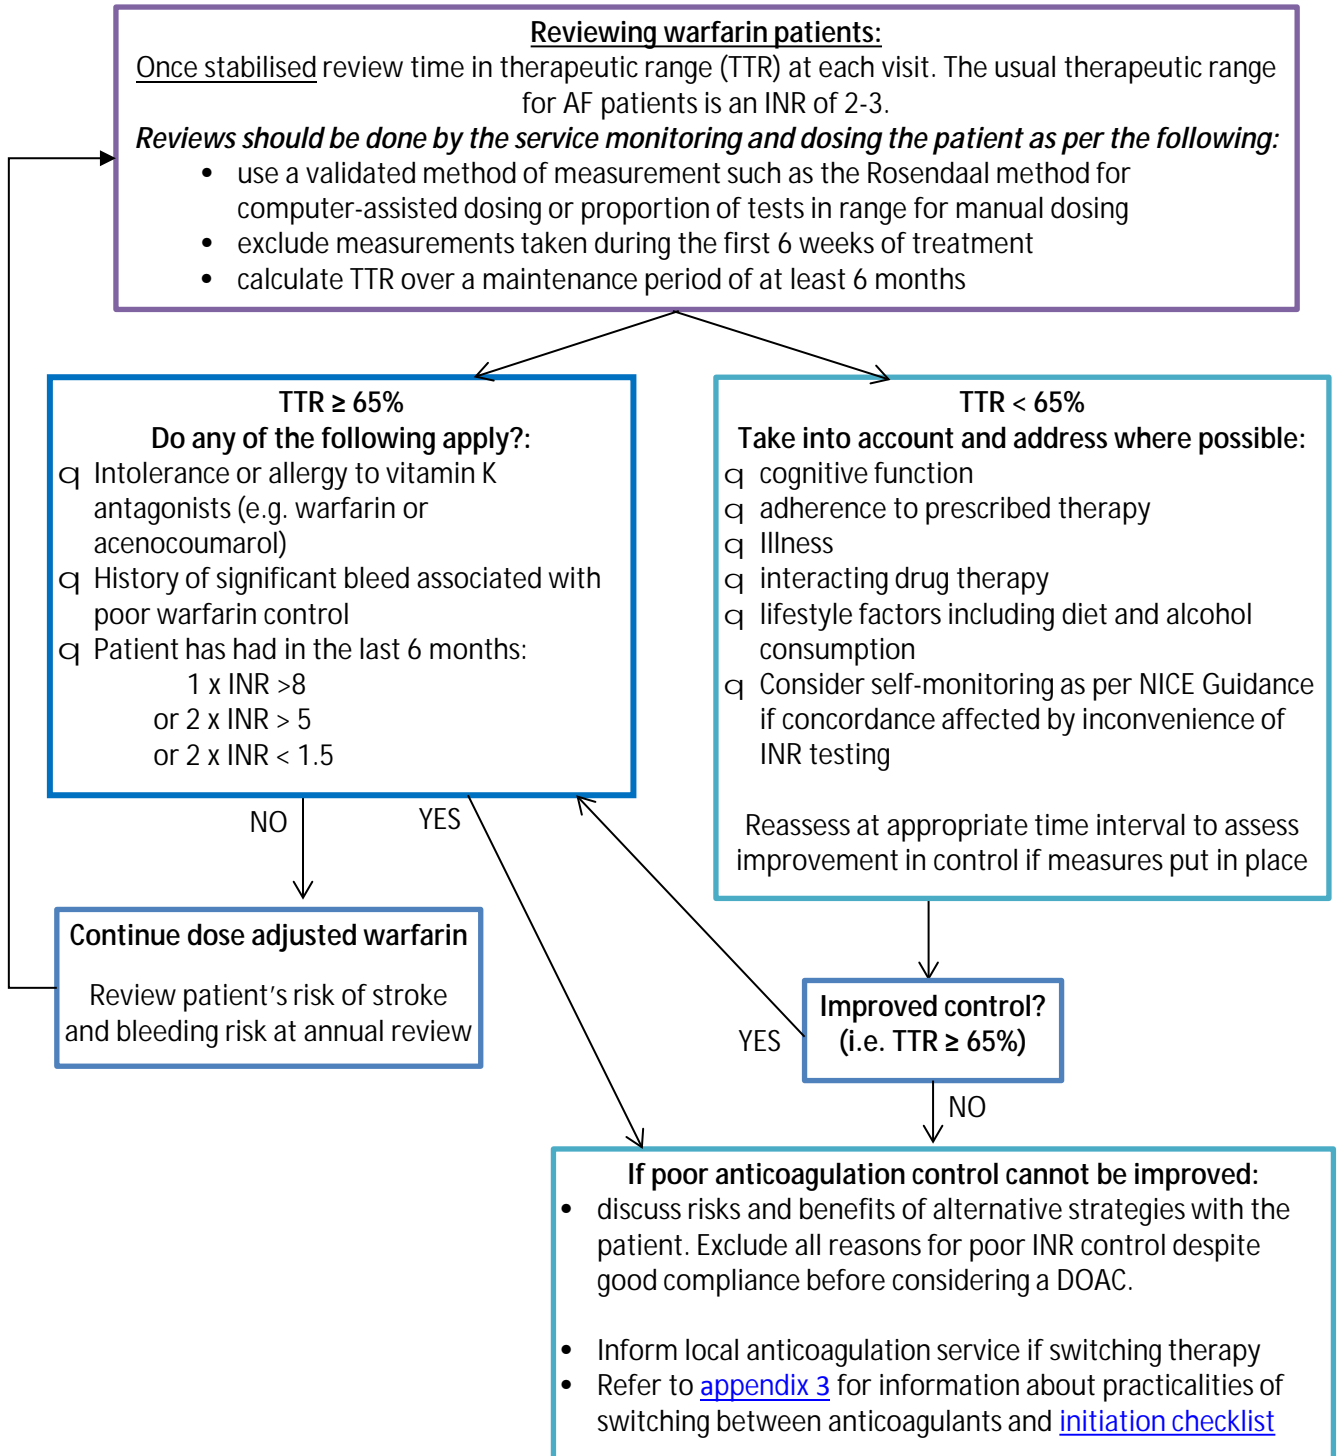 Reviewing warfarin patients:
Once stabilised review time in therapeutic range (TTR) at each visit. The usual therapeutic range
for AF patients is an INR of 2-3.
Reviews should be done by the service monitoring and dosing the patient as per the following:
• use a validated method of measurement such as the Rosendaal method for
computer-assisted dosing or proportion of tests in range for manual dosing
• exclude measurements taken during the first 6 weeks of treatment
• calculate TTR over a maintenance period of at least 6 months
TTR ≥ 65%
Do any of the following apply?:
q Intolerance or allergy to vitamin K
antagonists (e.g. warfarin or
acenocoumarol)
q History of significant bleed associated with
poor warfarin control
q Patient has had in the last 6 months:
1 x INR >8
or 2 x INR > 5
or 2 x INR < 1.5
TTR < 65%
Take into account and address where possible:
q cognitive function
q adherence to prescribed therapy
q Illness
q interacting drug therapy
q lifestyle factors including diet and alcohol
consumption
q Consider self-monitoring as per NICE Guidance
if concordance affected by inconvenience of
INR testing
Reassess at appropriate time interval to assess
improvement in control if measures put in place
NO
YES
Continue dose adjusted warfarin
Review patient's risk of stroke
and bleeding risk at annual review
Improved control?
(i.e. TTR ≥ 65%)
YES
NO
If poor anticoagulation control cannot be improved:
• discuss risks and benefits of alternative strategies with the
patient. Exclude all reasons for poor INR control despite
good compliance before considering a DOAC.
• Inform local anticoagulation service if switching therapy
• Refer to appendix 3 for information about practicalities of
switching between anticoagulants and initiation checklist